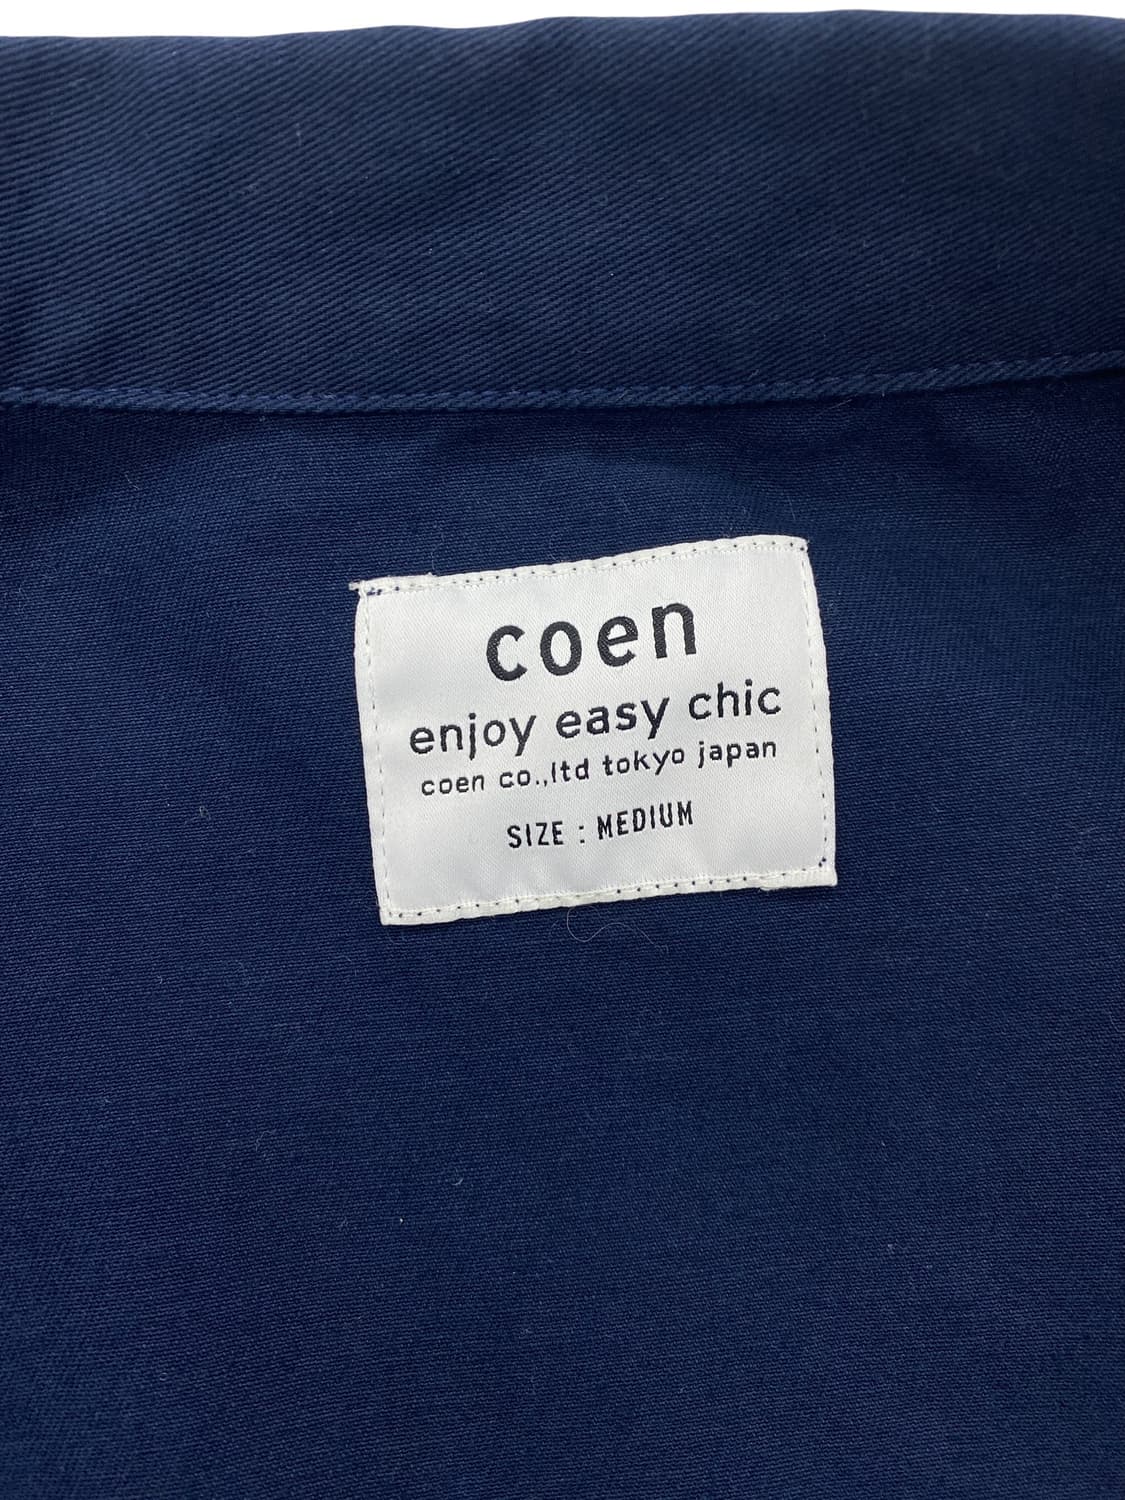 coen
enjoy easy chic
coen co.,ltd tokyo japan
SIZE : MEDIUM